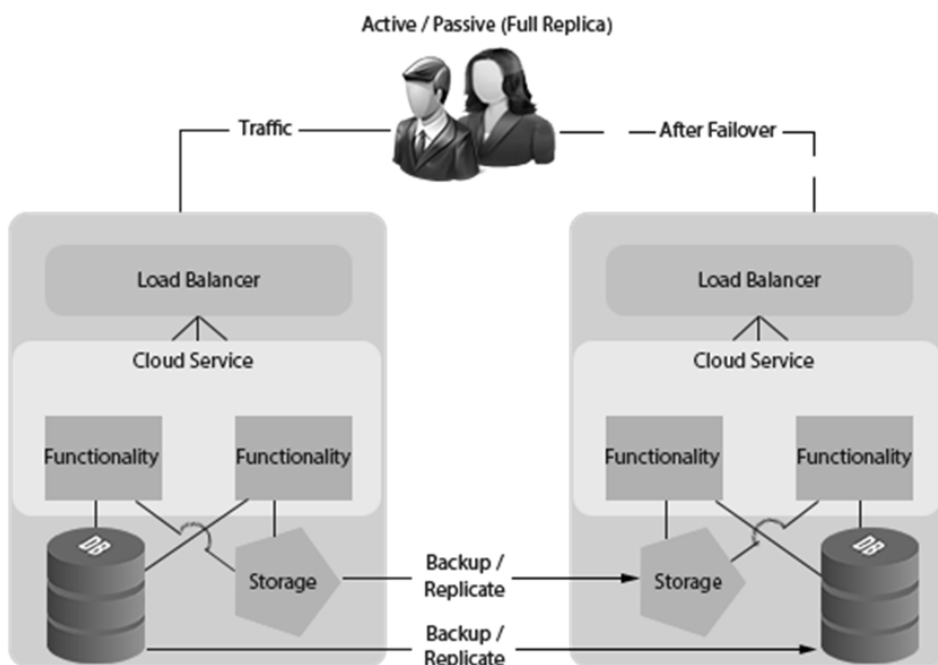 Active / Passive (Full Replica)
Traffic
After Failover
Load Balancer
Load Balancer
Cloud Service
Cloud Service
Functionality
Functionality
Functionality
Functionality
DB
DB
Storage
Backup /
Replicate
Storage
Backup /
Replicate